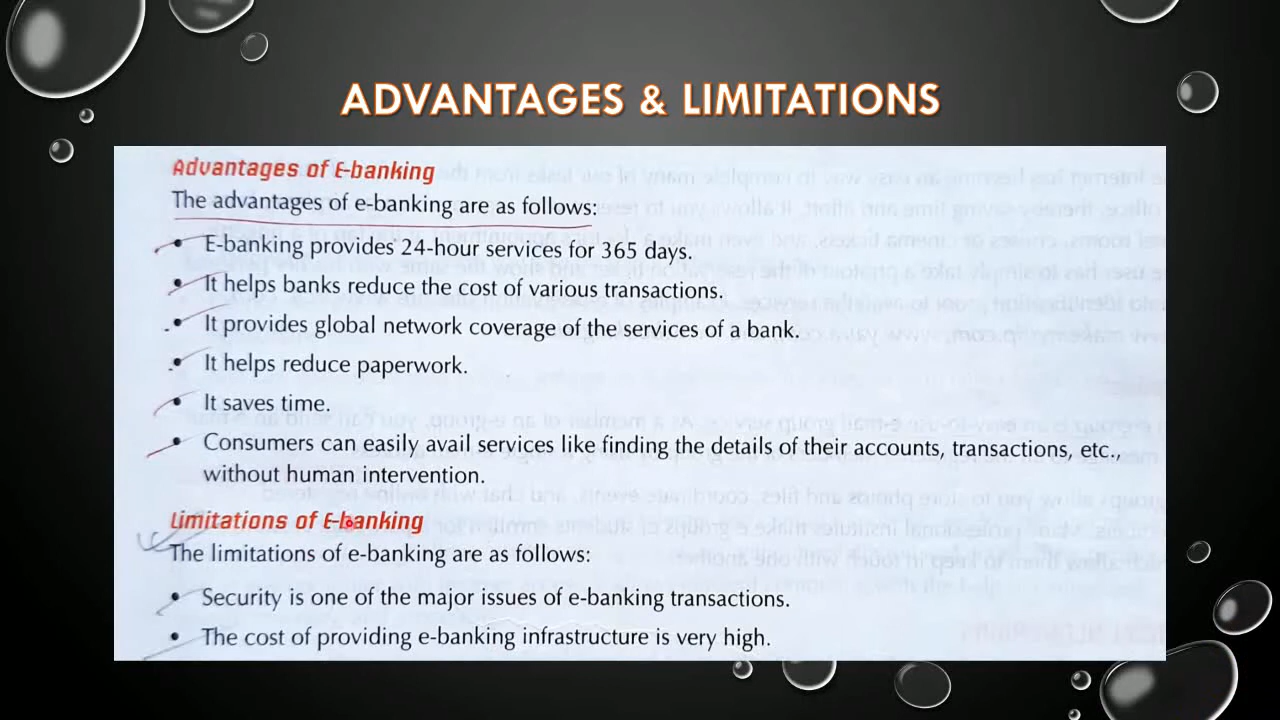 ADVANTAGES & LIMITATIONS
Advantages of E-banking
The advantages of e-banking are as follows:
• E-banking provides 24-hour services for 365 days.
• It helps banks reduce the cost of various transactions.
• It provides global network coverage of the services of a bank.
• It helps reduce paperwork.
• It saves time.
• Consumers can easily avail services like finding the details of their accounts, transactions, etc.,
without human intervention.
Limitations of E-banking
The limitations of e-banking are as follows:
• Security is one of the major issues of e-banking transactions.
• The cost of providing e-banking infrastructure is very high.